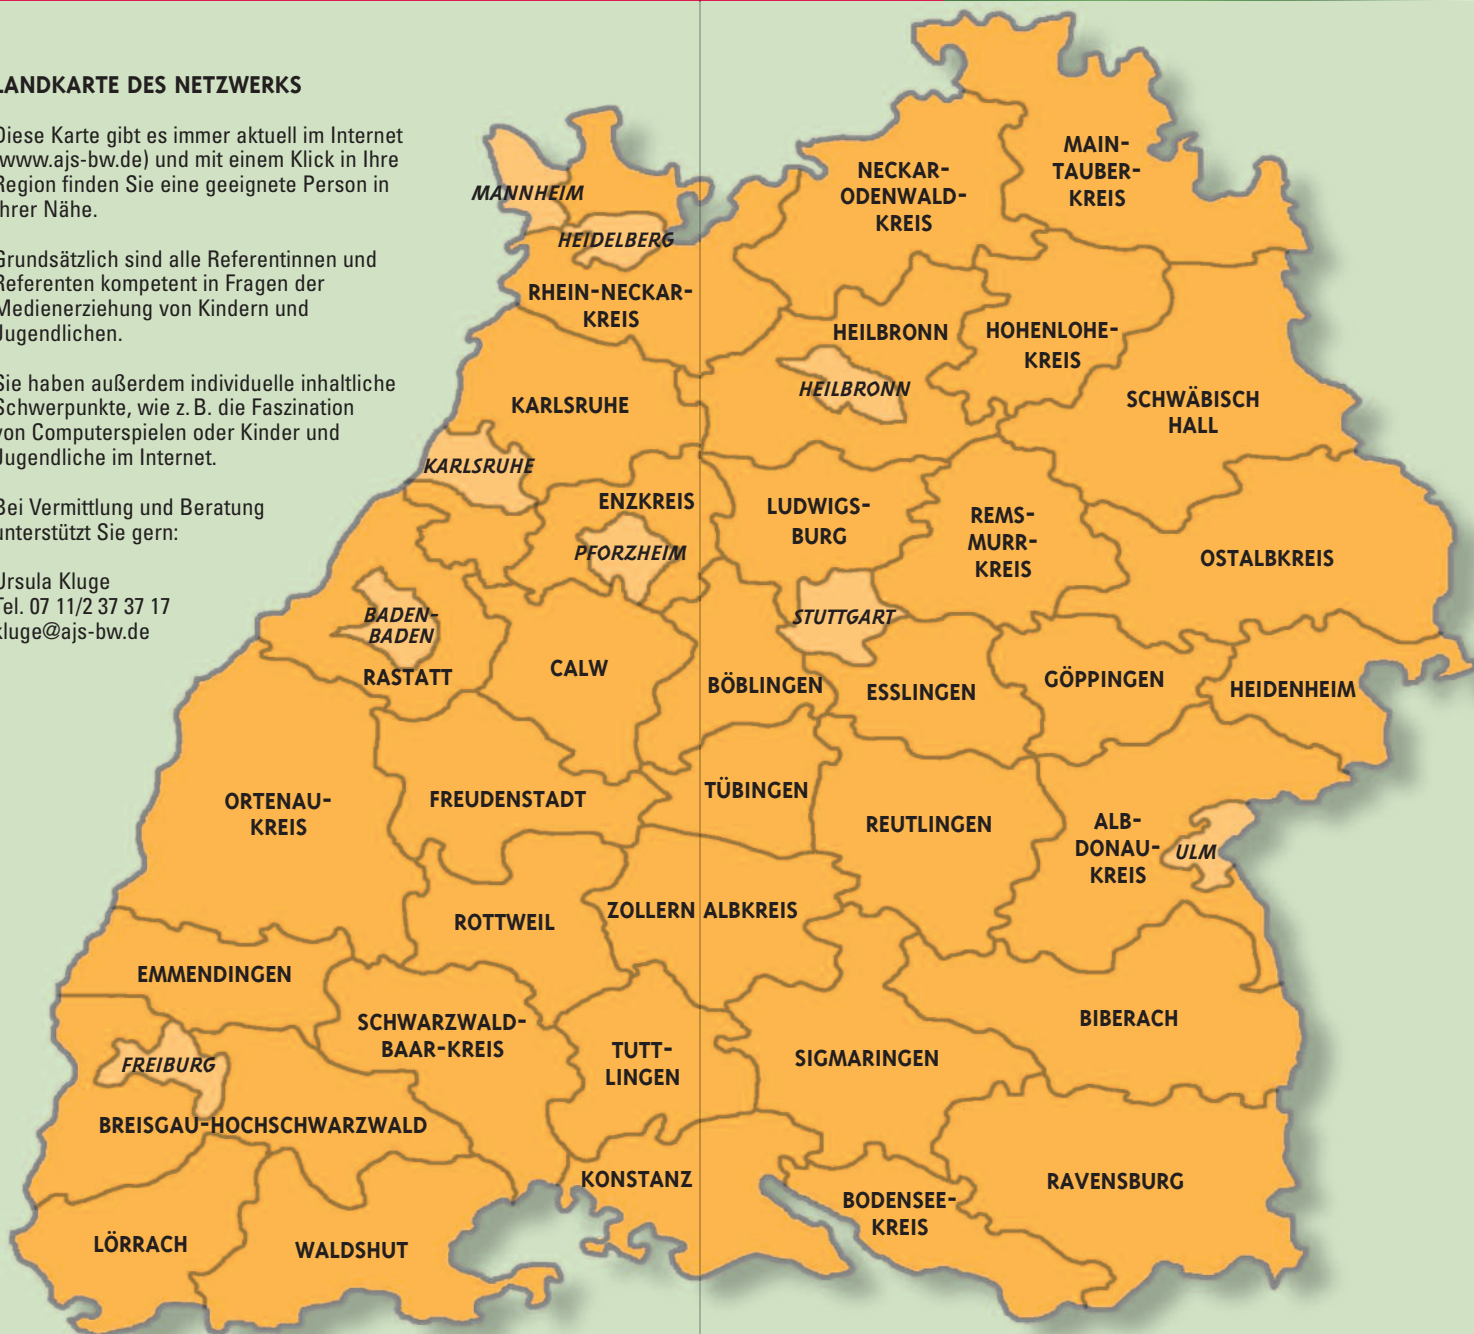 LANDKARTE DES NETZWERKS
Diese Karte gibt es immer aktuell im Internet
www.ajs-bw.de) und mit einem Klick in Ihre
Region finden Sie eine geeignete Person in
Ihrer Nähe.
Grundsätzlich sind alle Referentinnen und
Referenten kompetent in Fragen der
Medienerziehung von Kindern und
Jugendlichen.
Sie haben außerdem individuelle inhaltliche
Schwerpunkte, wie z. B. die Faszination
von Computerspielen oder Kinder und
Jugendliche im Internet.
Bei Vermittlung und Beratung
unterstützt Sie gern:
Ursula Kluge
Tel. 07 11/2 37 37 17
kluge@ajs-bw.de
MAIN-
TAUBER-
KREIS
NECKAR-
ODENWALD-
KREIS
MANNHEIM
HEIDELBERG
RHEIN-NECKAR-
KREIS
HEILBRONN
HOHENLOHE-
KREIS
HEILBRONN
SCHWÄBISCH
HALL
KARLSRUHE
KARLSRUHE
ENZKREIS
PFORZHEIM
LUDWIGS-
BURG
REMS-
MURR-
KREIS
OSTALBKREIS
BADEN-
BADEN
RASTATT
CALW
STUTTGART
BÖBLINGEN
ESSLINGEN
GÖPPINGEN
HEIDENHEIM
ORTENAU-
KREIS
FREUDENSTADT
TÜBINGEN
REUTLINGEN
ALB-
DONAU-
KREIS
ULM
ROTTWEIL
ZOLLERN ALBKREIS
EMMENDINGEN
SCHWARZWALD-
BAAR-KREIS
TUTT-
LINGEN
SIGMARINGEN
BIBERACH
FREIBURG
BREISGAU-HOCHSCHWARZWALD
KONSTANZ
BODENSEE-
KREIS
RAVENSBURG
LÖRRACH
WALDSHUT